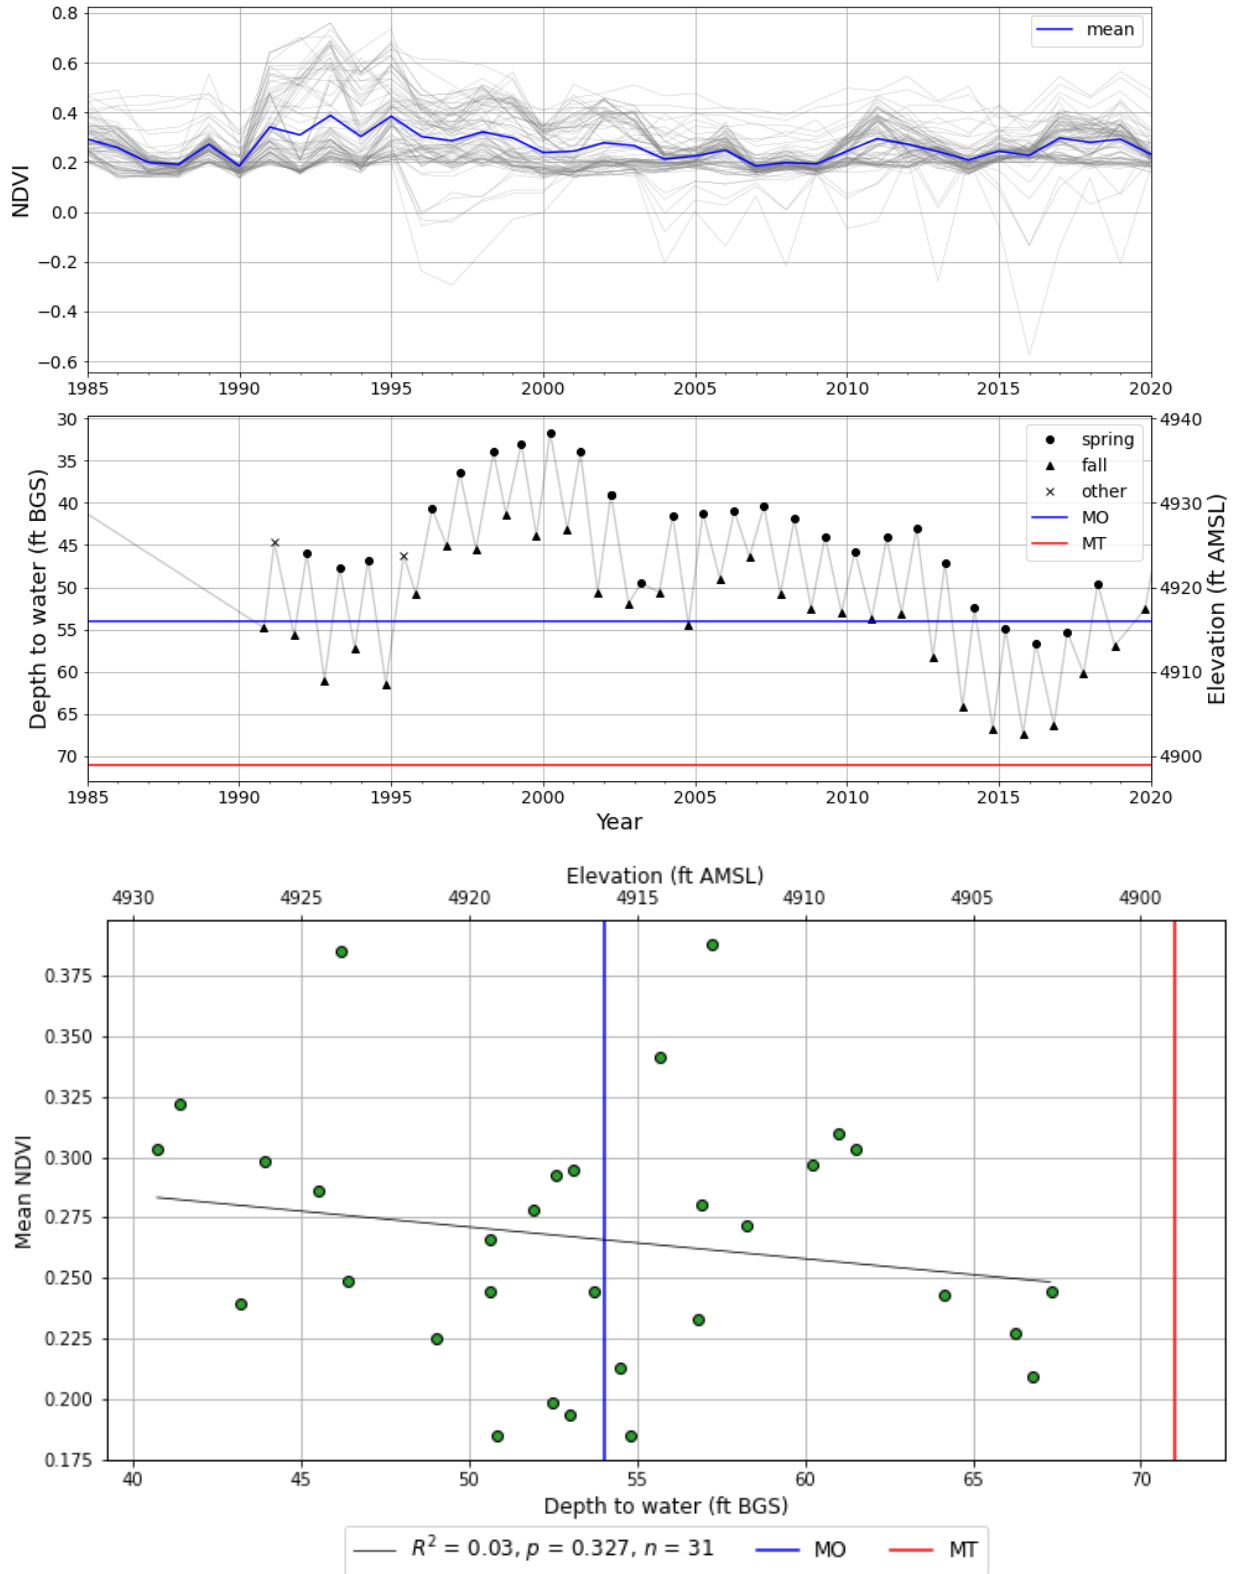 0.8
0.6
0.4
0.2
0.0
−0.2
−0.4
−0.6
NDVI
mean
1985 1990 1995 2000 2005 2010 2015 2020
30
35
40
45
50
55
60
65
70
Depth to water (ft BGS)
spring
fall
other
MO
MT
4940
4930
4920
4910
4900
Elevation (ft AMSL)
1985 1990 1995 2000 2005 2010 2015 2020
Year
Elevation (ft AMSL)
4930 4925 4920 4915 4910 4905 4900
0.375
0.350
0.325
0.300
0.275
0.250
0.225
0.200
0.175
Mean NDVI
40 45 50 55 60 65 70
Depth to water (ft BGS)
R² = 0.03, p = 0.327, n = 31 MO MT